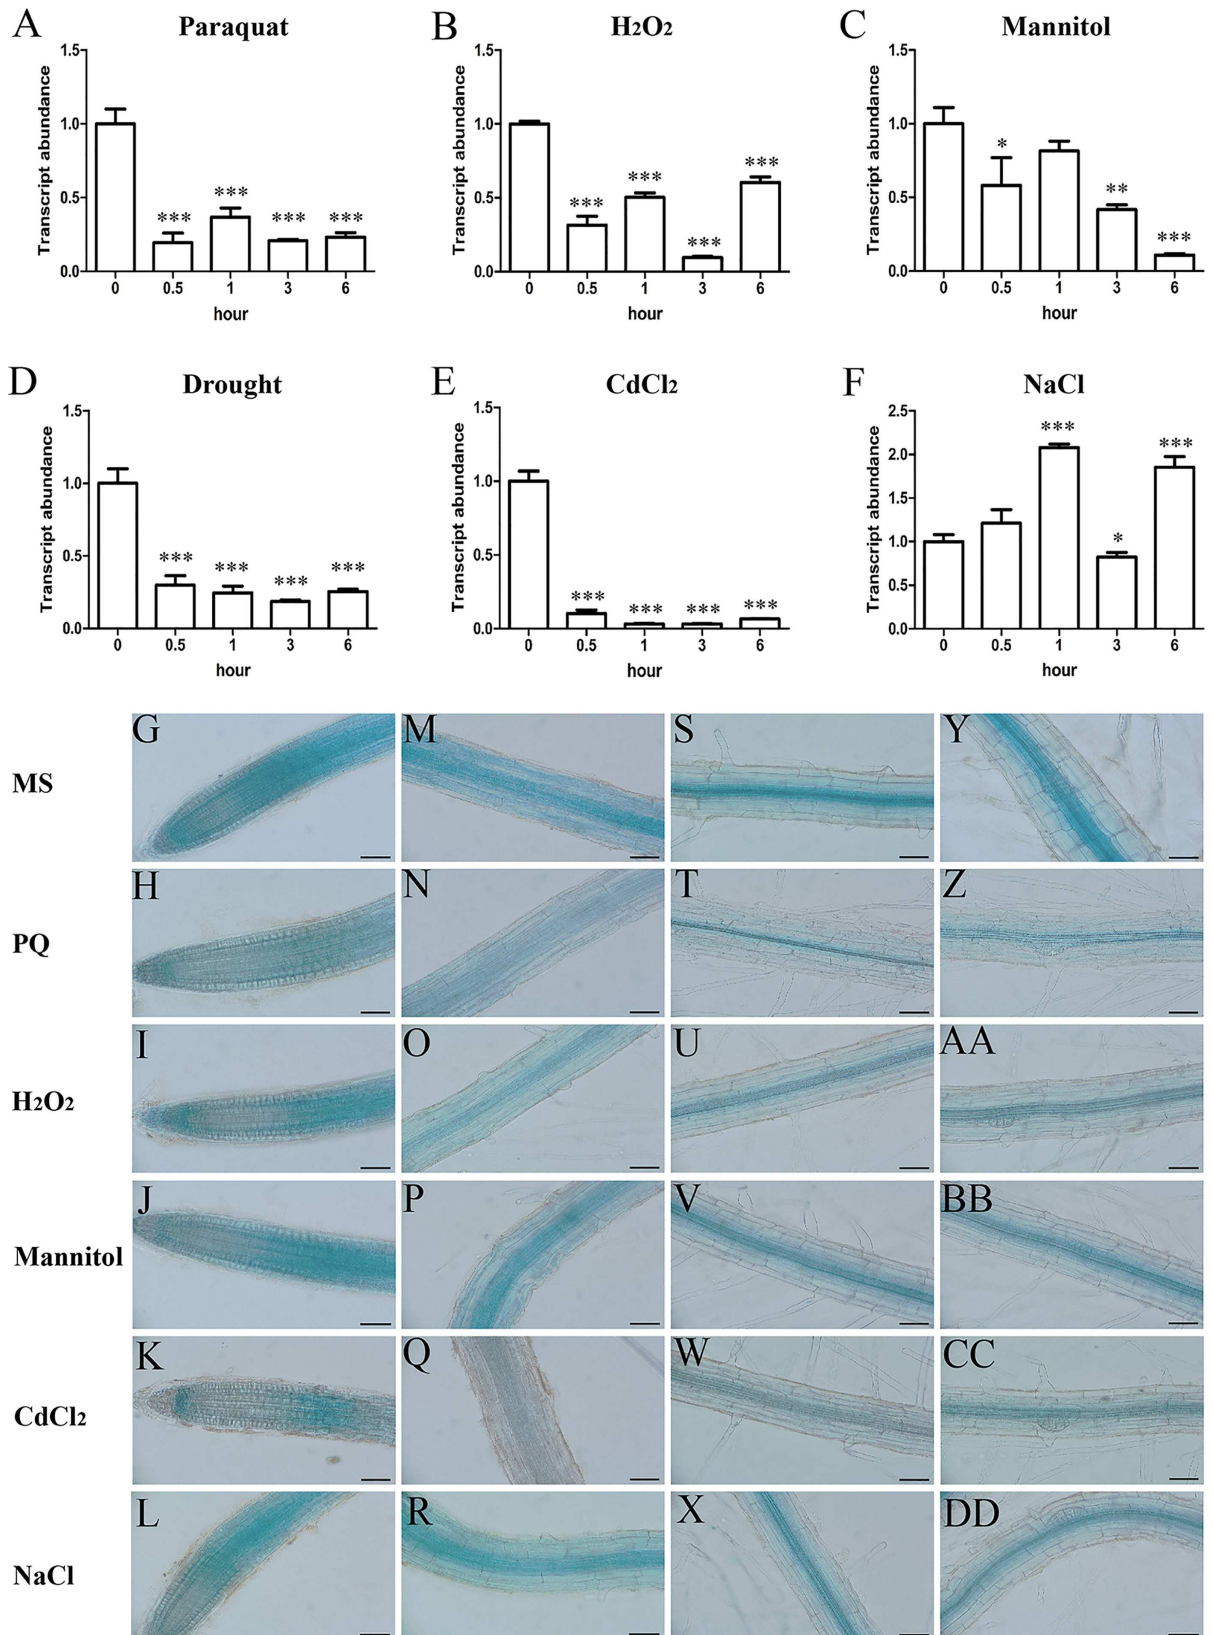 A Paraquat
1.5
1.0
0.5
0.0
Transcript abundance
*** *** *** ***
0 0.5 1 3 6
hour
B H2O2
1.5
1.0
0.5
0.0
Transcript abundance
*** *** *** ***
0 0.5 1 3 6
hour
C Mannitol
1.5
1.0
0.5
0.0
Transcript abundance
* ** ***
0 0.5 1 3 6
hour
D Drought
1.5
1.0
0.5
0.0
Transcript abundance
*** *** *** ***
0 0.5 1 3 6
hour
E CdCl2
1.5
1.0
0.5
0.0
Transcript abundance
*** *** *** ***
0 0.5 1 3 6
hour
F NaCl
2.5
2.0
1.5
1.0
0.5
0.0
Transcript abundance
*** * ***
0 0.5 1 3 6
hour
MS G M S Y
PQ H N T Z
H2O2 I O U AA
Mannitol J P V BB
CdCl2 K Q W CC
NaCl L R X DD